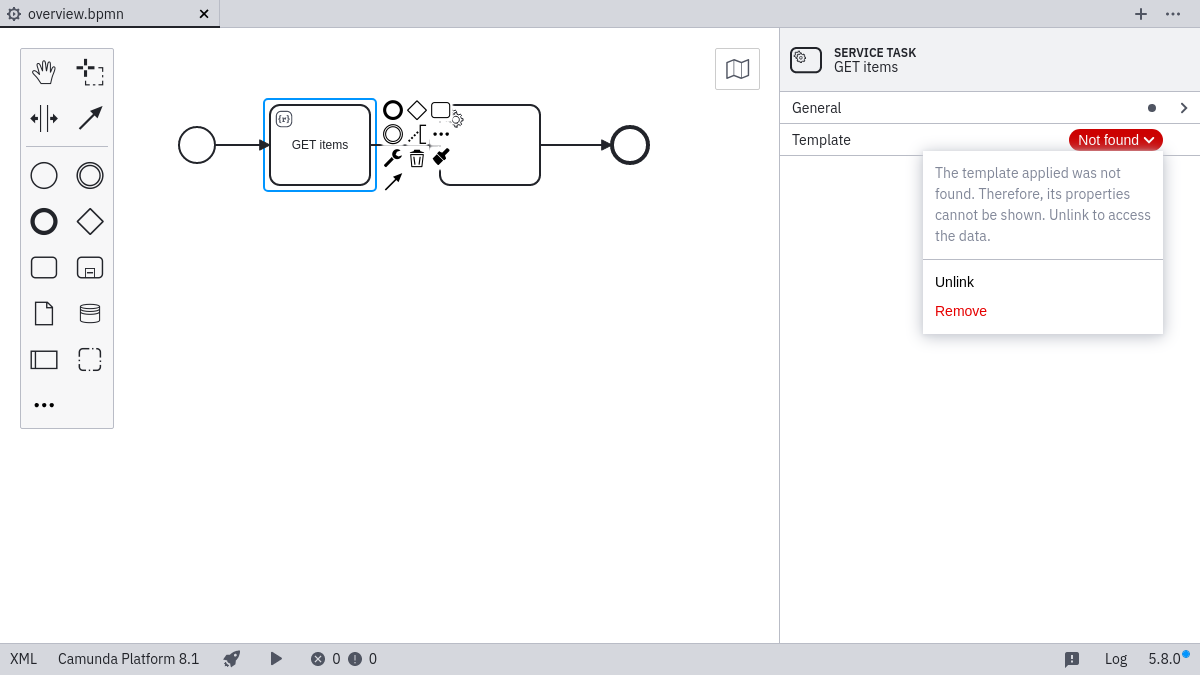 overview.bpmn
SERVICE TASK
GET items
General
Template
Not found
The template applied was not
found. Therefore, its properties
cannot be shown. Unlink to access
the data.
Unlink
Remove
{r}
GET items
XML
Camunda Platform 8.1
0
0
Log
5.8.0